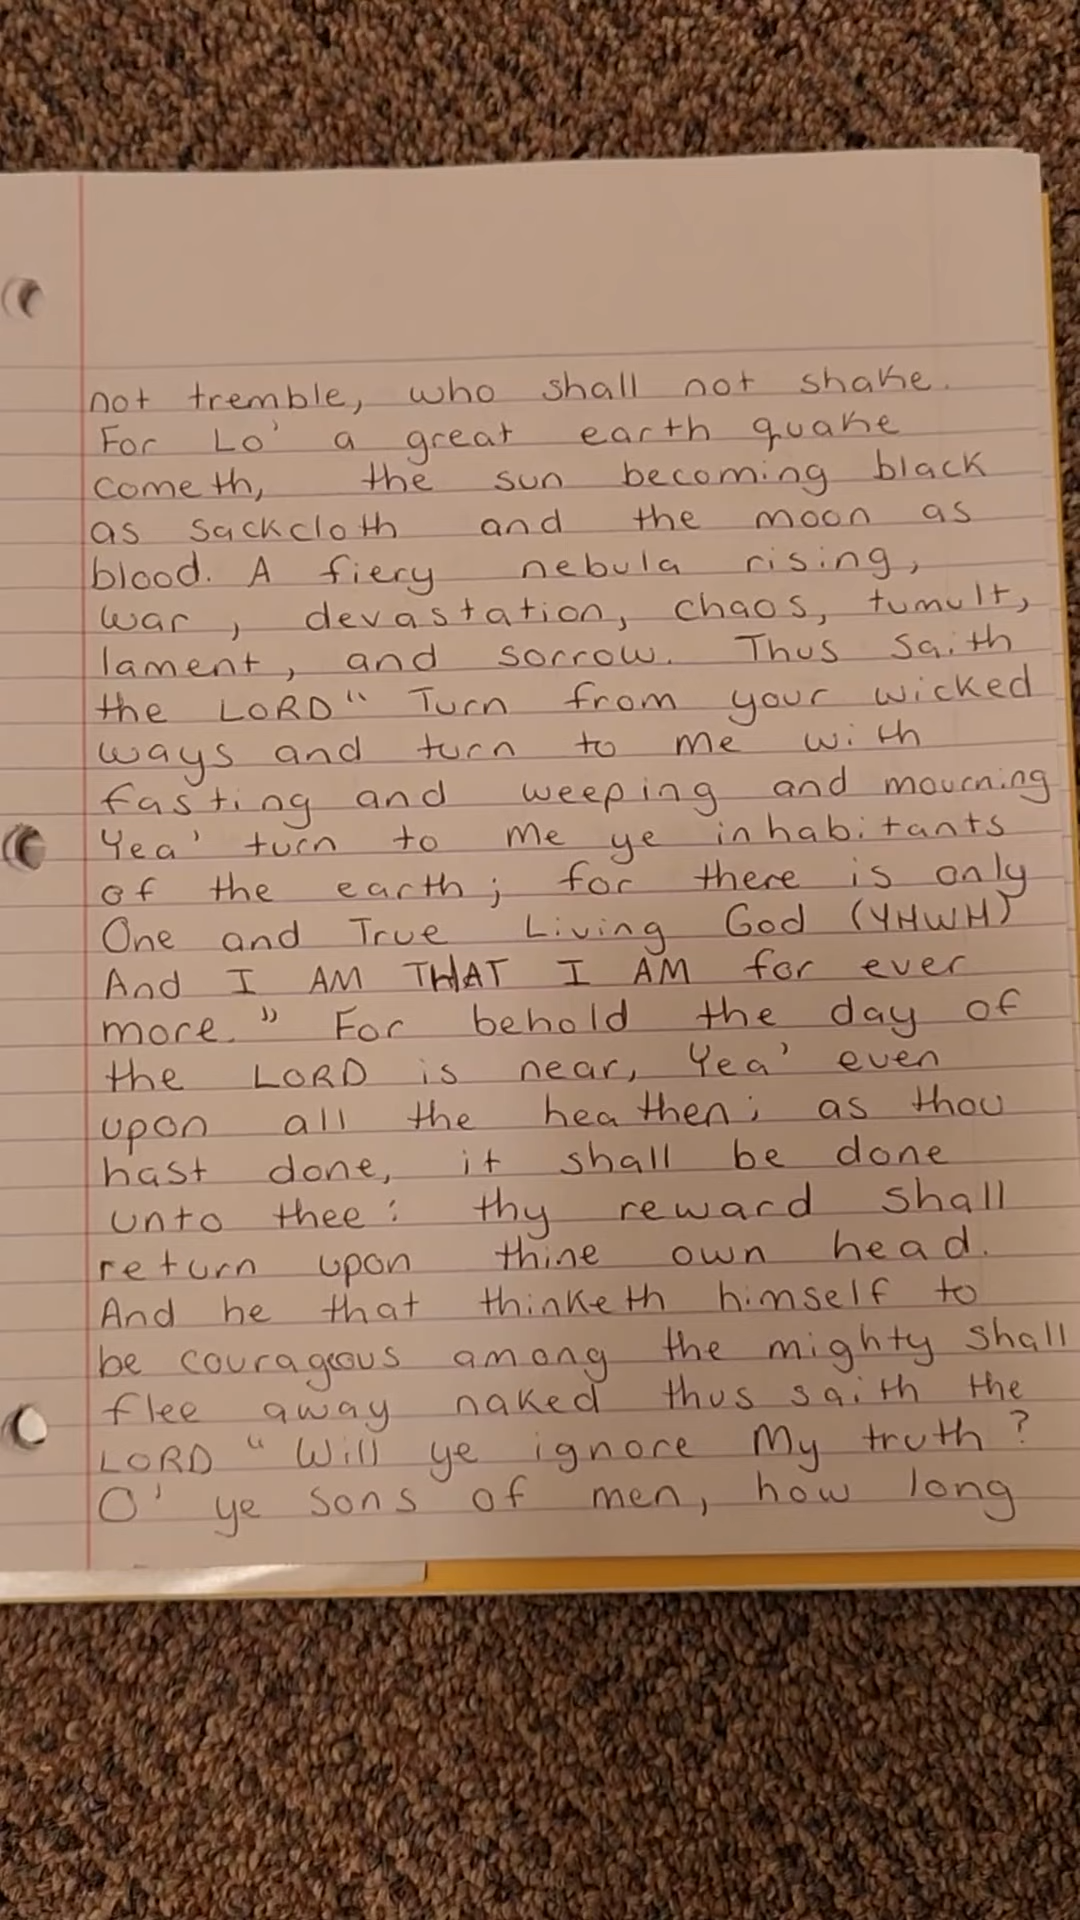 not tremble, who shall not shake.
For Lo' a great earth quake
cometh, the sun becoming black
as sackcloth and the moon as
blood. A fiery nebula rising,
war, devastation, chaos, tumult,
lament, and sorrow. Thus saith
the LORD " Turn from your wicked
ways and turn to me with
fasting and weeping and mourning
Yea' turn to me ye inhabitants
of the earth; for there is only
One and True Living God (YHWH)
And I AM THAT I AM for ever
more." For behold the day of
the LORD is near, Yea' even
upon all the heathen; as thou
hast done, it shall be done
unto thee: thy reward shall
return upon thine own head.
And he that thinketh himself to
be courageous among the mighty shall
flee away naked thus saith the
LORD " Will ye ignore My truth?
O' ye sons of men, how long